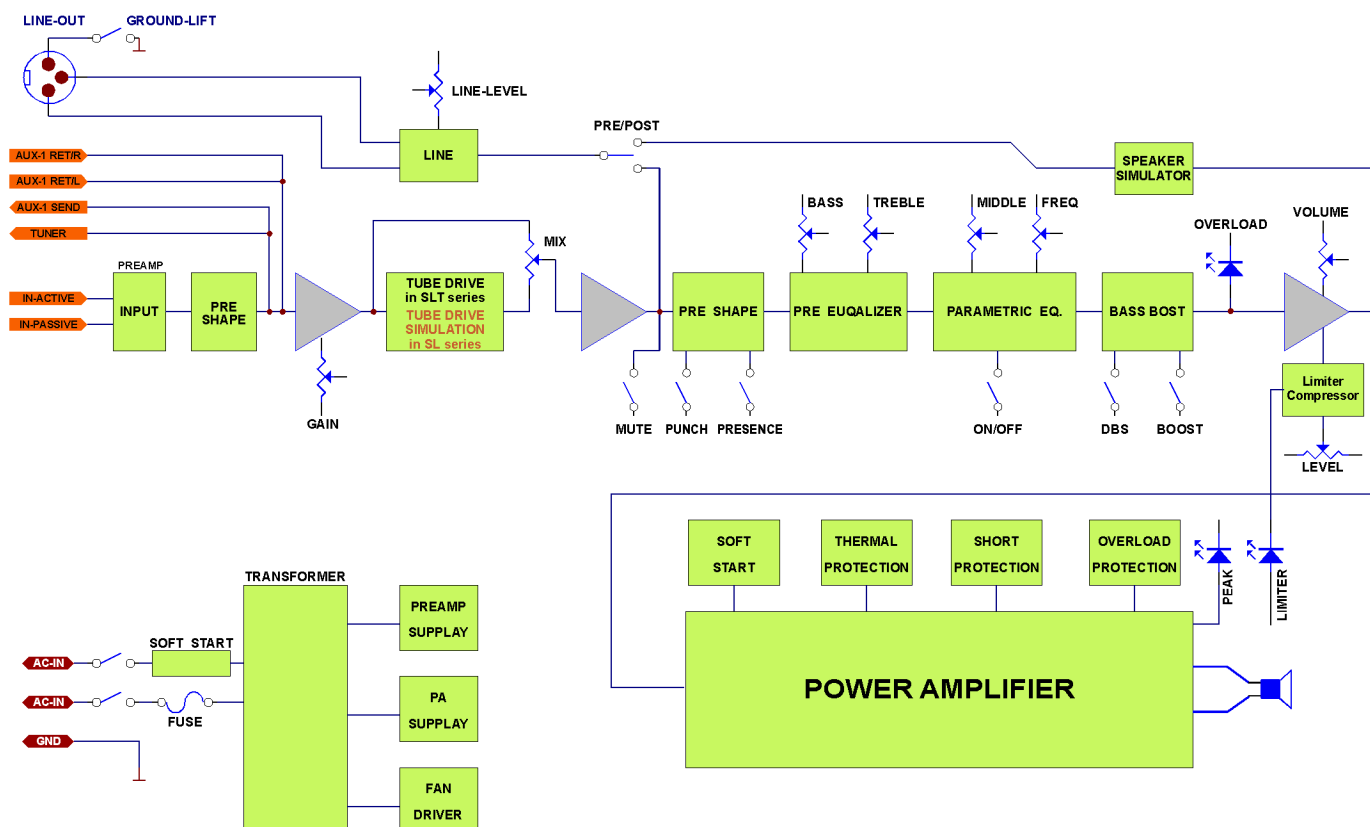 LINE-OUT
GROUND-LIFT
LINE-LEVEL
LINE
PRE/POST
SPEAKER
SIMULATOR
AUX-1 RET/R
AUX-1 RET/L
AUX-1 SEND
TUNER
IN-ACTIVE
IN-PASSIVE
PREAMP
INPUT
PRE
SHAPE
GAIN
TUBE DRIVE
in SLT series
TUBE DRIVE
SIMULATION
in SL series
MIX
MUTE
PRE SHAPE
PUNCH
PRESENCE
BASS
TREBLE
PRE EUQALIZER
MIDDLE
FREQ
PARAMETRIC EQ.
ON/OFF
BASS BOST
DBS
BOOST
OVERLOAD
VOLUME
Limiter
Compressor
LEVEL
SOFT
START
THERMAL
PROTECTION
SHORT
PROTECTION
OVERLOAD
PROTECTION
PEAK
LIMITER
POWER AMPLIFIER
TRANSFORMER
SOFT START
AC-IN
AC-IN
FUSE
GND
PREAMP
SUPPLAY
PA
SUPPLAY
FAN
DRIVER